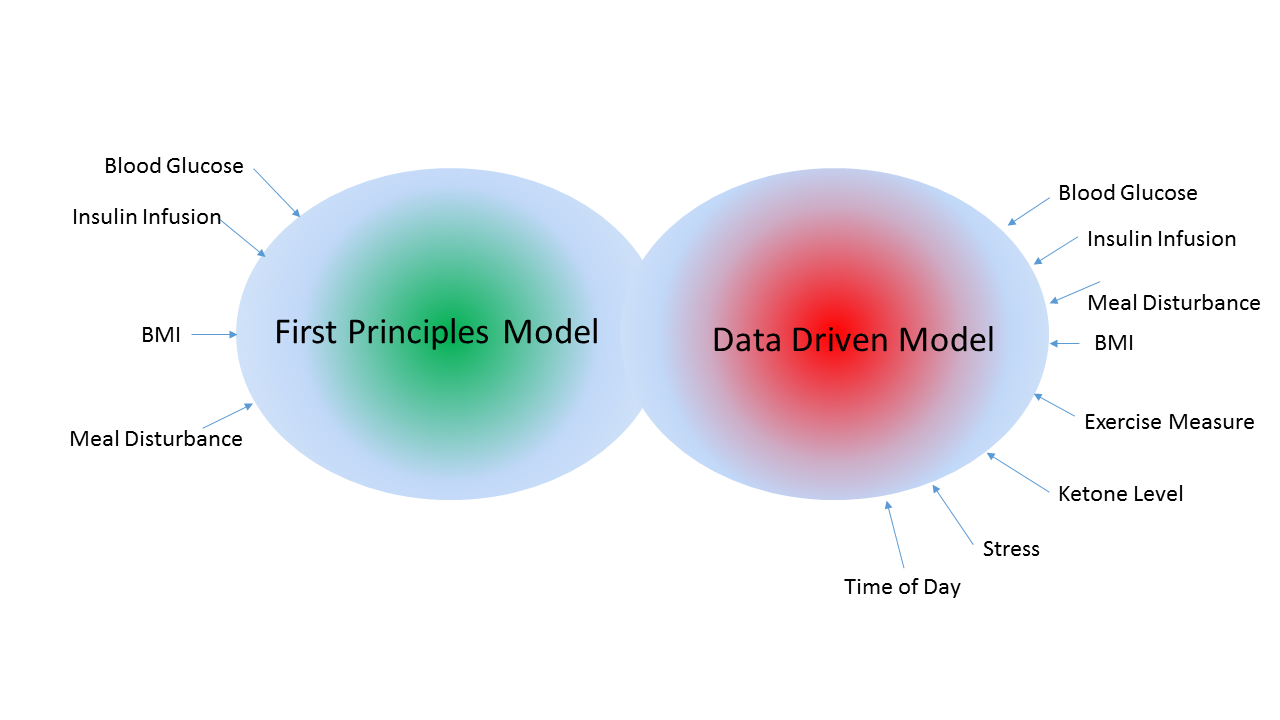 Blood Glucose
Insulin Infusion
BMI
Meal Disturbance
First Principles Model
Data Driven Model
Blood Glucose
Insulin Infusion
Meal Disturbance
BMI
Exercise Measure
Ketone Level
Stress
Time of Day